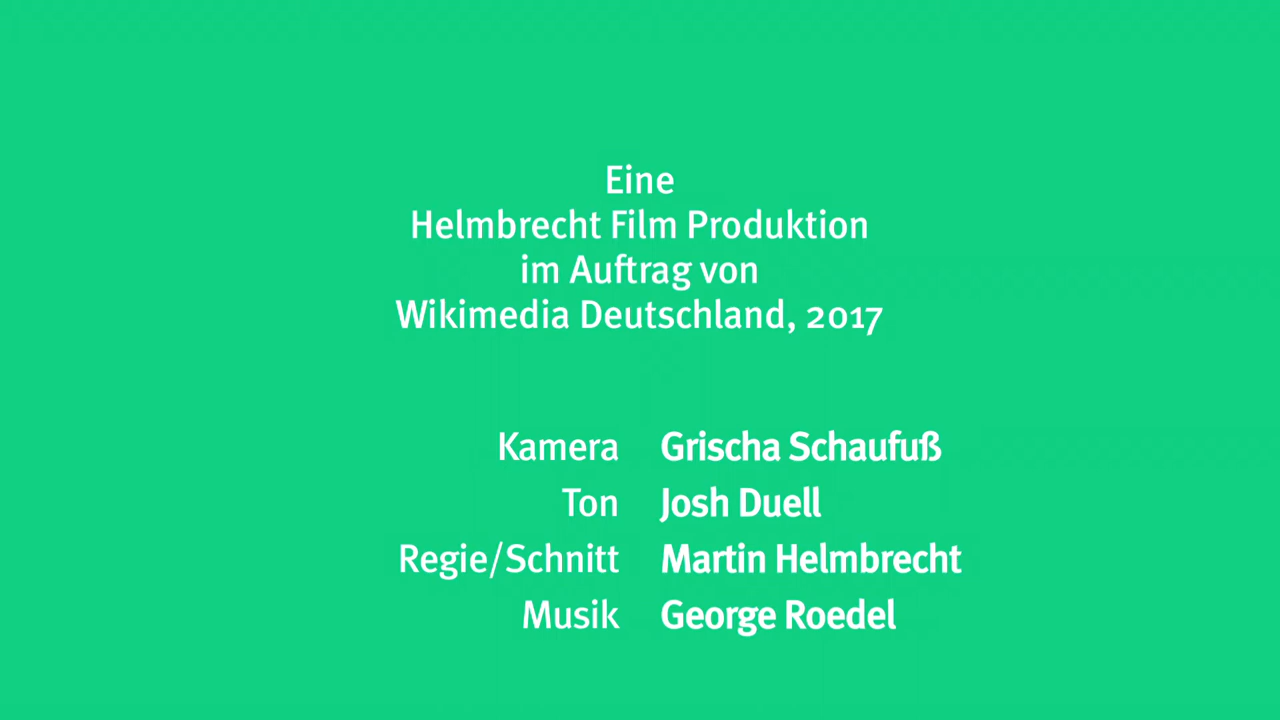 Eine
Helmbrecht Film Produktion
im Auftrag von
Wikimedia Deutschland, 2017
Kamera Grischa Schaufuß
Ton Josh Duell
Regie/Schnitt Martin Helmbrecht
Musik George Roedel